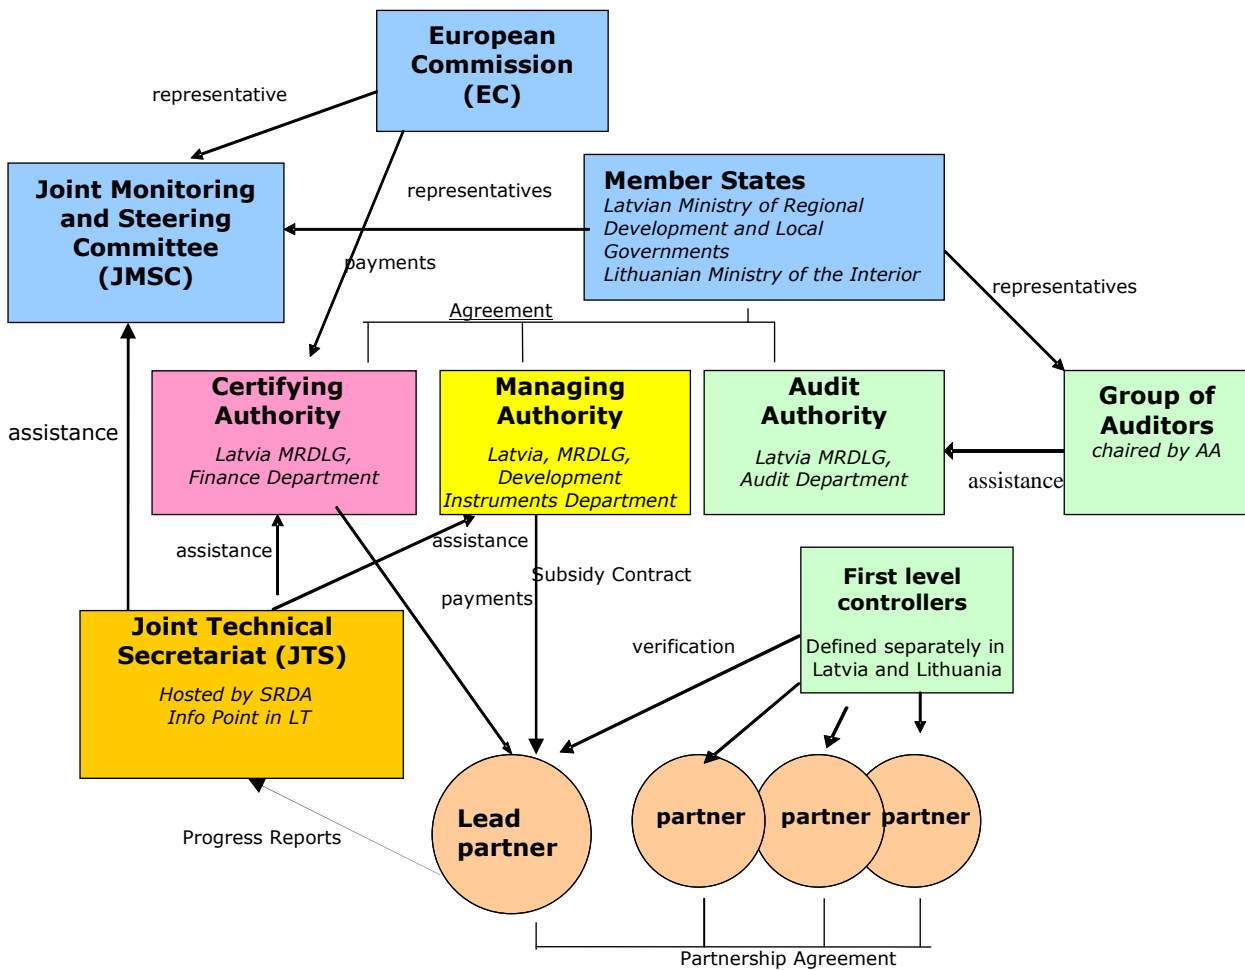 European
Commission
(EC)
representative
Joint Monitoring
and Steering
Committee
(JMSC)
representatives
Member States
Latvian Ministry of Regional
Development and Local
Governments
Lithuanian Ministry of the Interior
payments
representatives
Agreement
Certifying
Authority
Latvia MRDLG,
Finance Department
Managing
Authority
Latvia, MRDLG,
Development
Instruments Department
Audit
Authority
Latvia MRDLG,
Audit Department
Group of
Auditors
chaired by AA
assistance
assistance
assistance
assistance
Subsidy Contract
payments
First level
controllers
Defined separately in
Latvia and Lithuania
verification
Joint Technical
Secretariat (JTS)
Hosted by SRDA
Info Point in LT
Lead
partner
partner
partner
partner
Progress Reports
Partnership Agreement